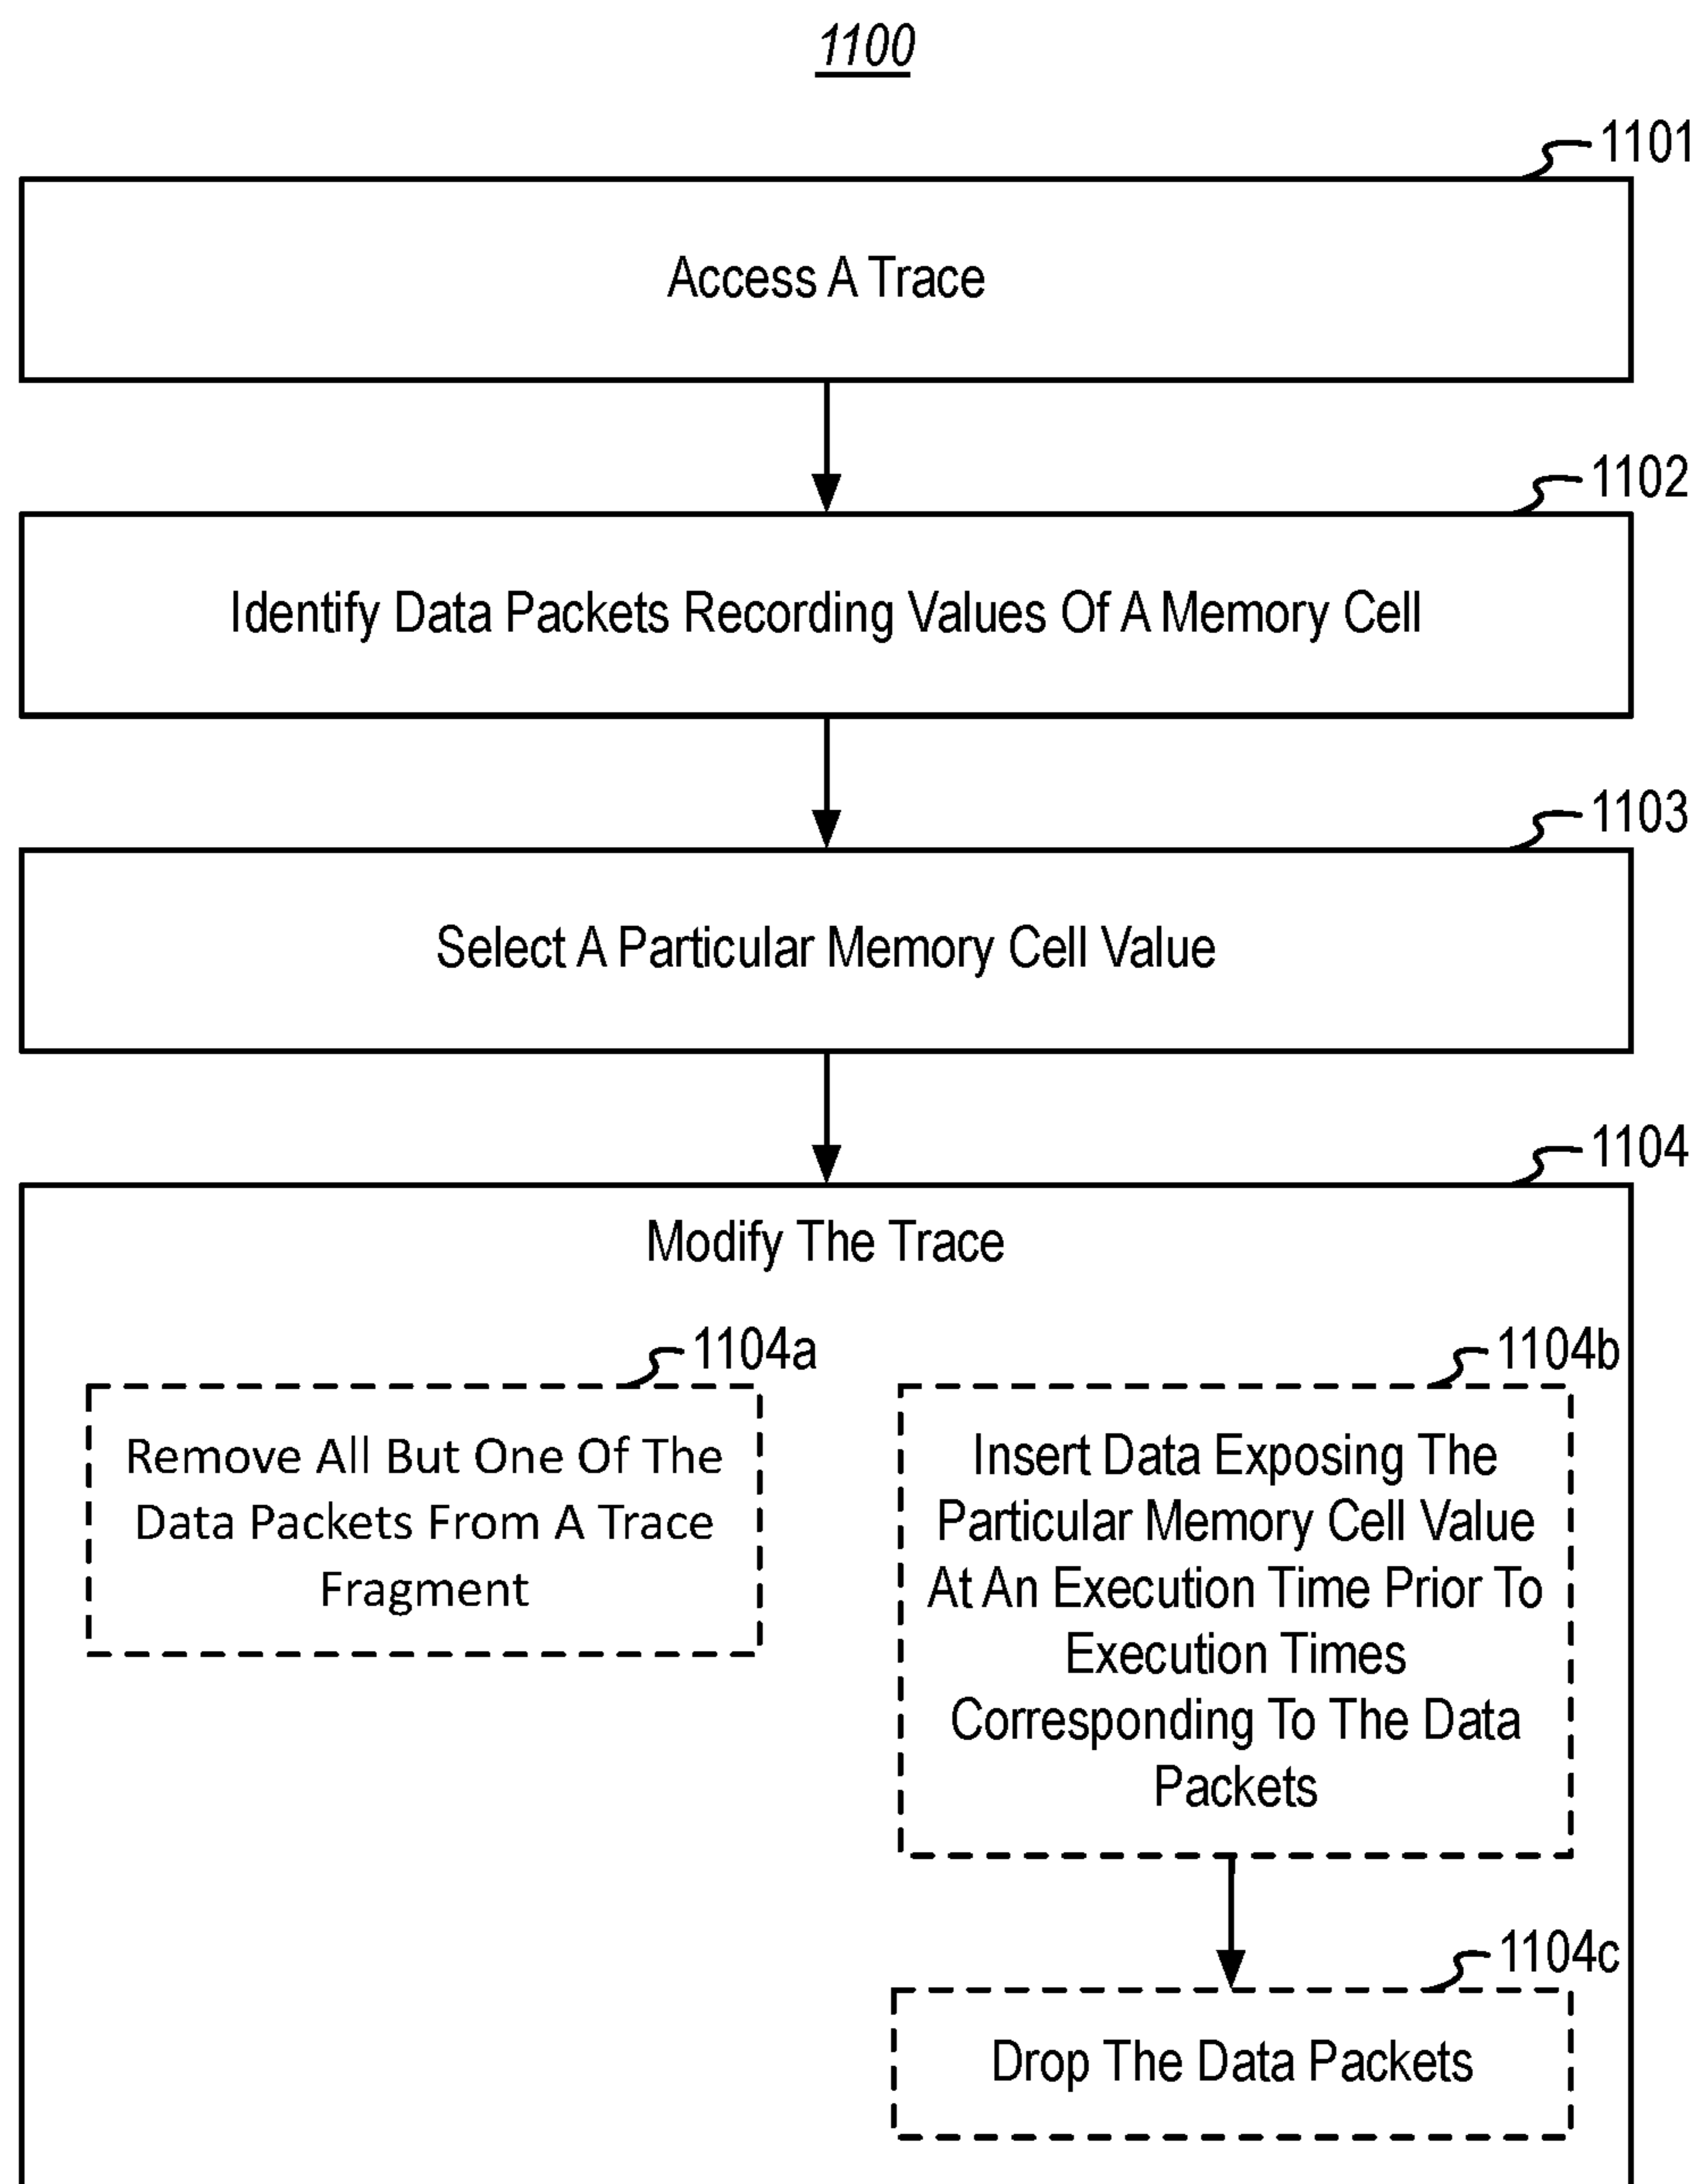 1100
1101
Access A Trace
1102
Identify Data Packets Recording Values Of A Memory Cell
1103
Select A Particular Memory Cell Value
1104
Modify The Trace
1104a
Remove All But One Of The
Data Packets From A Trace
Fragment
1104b
Insert Data Exposing The
Particular Memory Cell Value
At An Execution Time Prior To
Execution Times
Corresponding To The Data
Packets
1104c
Drop The Data Packets